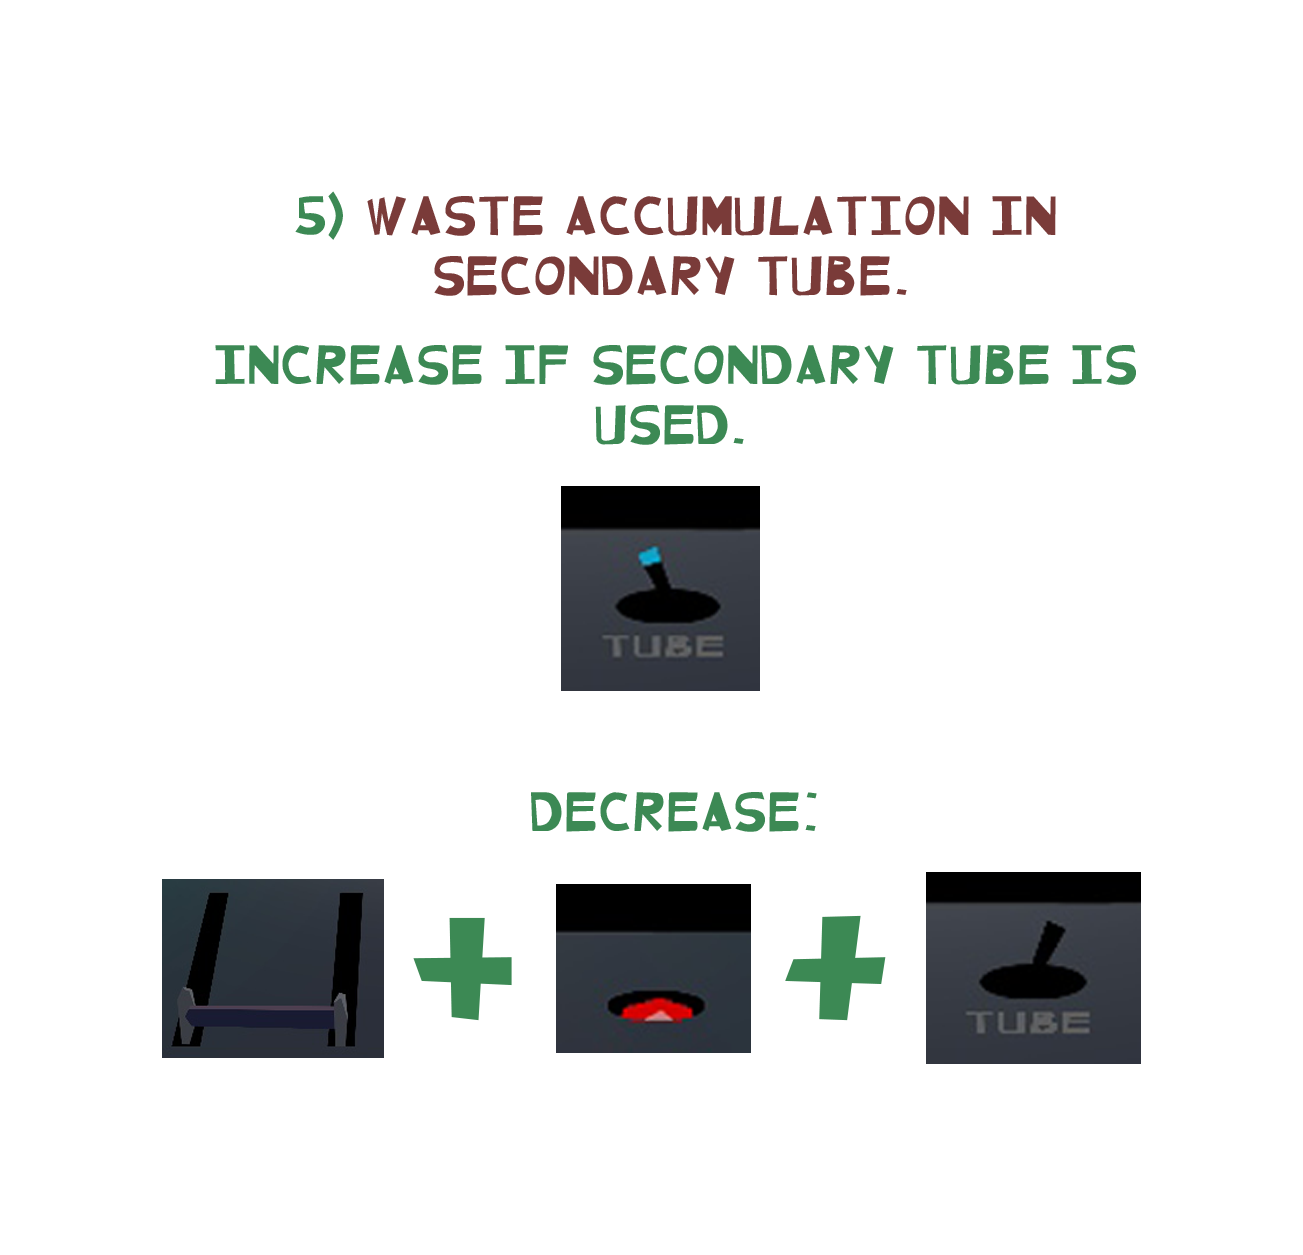 5) WASTE ACCUMULATION IN
SECONDARY TUBE.
INCREASE IF SECONDARY TUBE IS
USED.
TUBE
DECREASE:
TUBE